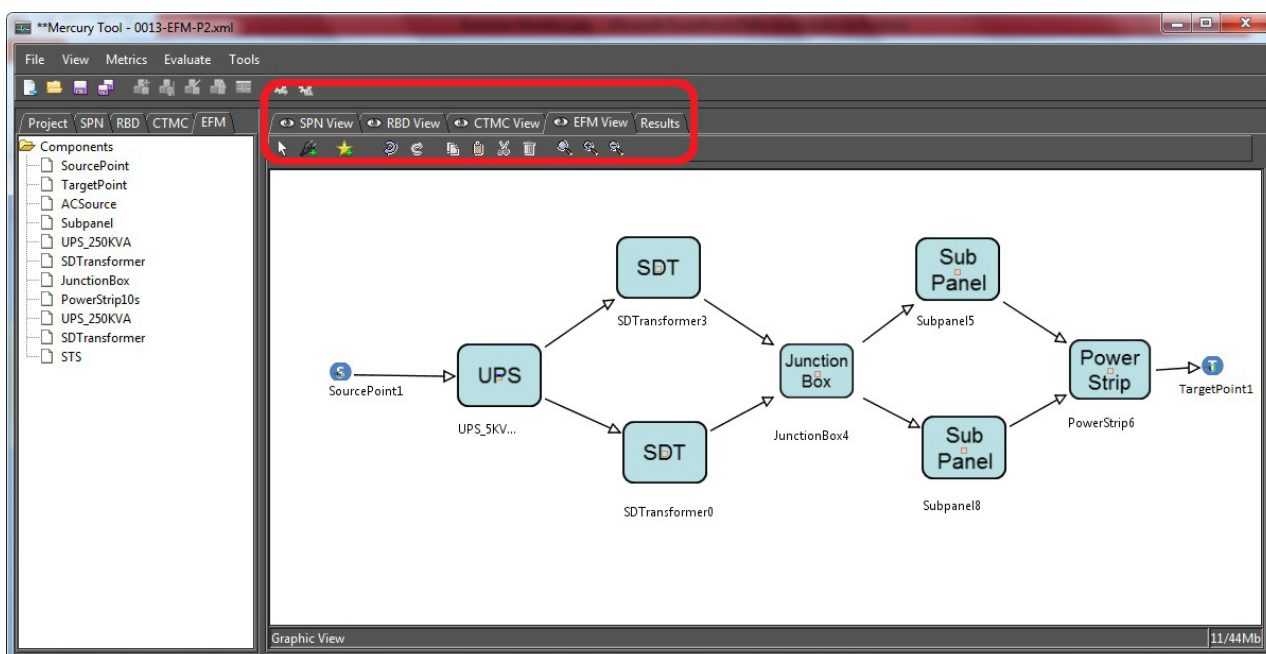 **Mercury Tool - 0013-EFM-P2.xml
File View Metrics Evaluate Tools
Project SPN RBD CTMC EFM
SPN View RBD View CTMC View EFM View Results
Components
SourcePoint
TargetPoint
ACSource
Subpanel
UPS_250KVA
SDTransformer
JunctionBox
PowerStrip10s
UPS_250KVA
SDTransformer
STS
S
SourcePoint1
UPS
UPS_5KV...
SDT
SDTransformer3
SDT
SDTransformer0
Junction
Box
JunctionBox4
Sub
Panel
Subpanel5
Sub
Panel
Subpanel8
Power
Strip
PowerStrip6
T
TargetPoint1
Graphic View
11/44Mb